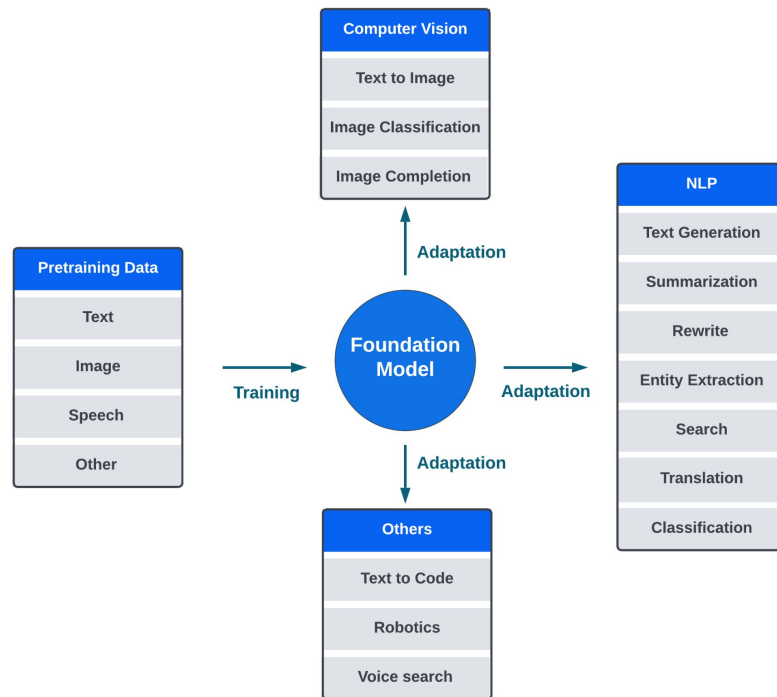 Computer Vision
Text to Image
Image Classification
Image Completion
Adaptation
Pretraining Data
Text
Image
Speech
Other
Training
Foundation
Model
Adaptation
NLP
Text Generation
Summarization
Rewrite
Entity Extraction
Search
Translation
Classification
Adaptation
Others
Text to Code
Robotics
Voice search